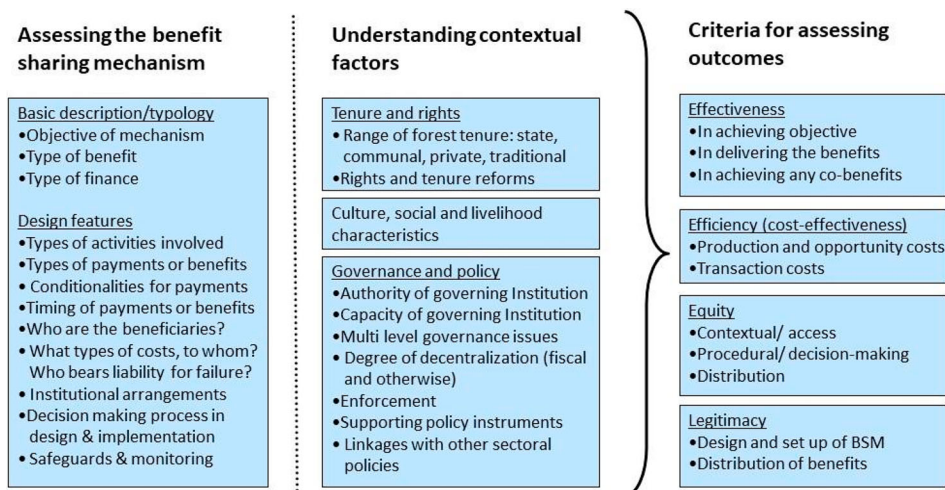 Assessing the benefit
sharing mechanism
Basic description/typology
•Objective of mechanism
•Type of benefit
•Type of finance
Design features
•Types of activities involved
•Types of payments or benefits
• Conditionalities for payments
•Timing of payments or benefits
•Who are the beneficiaries?
• What types of costs, to whom?
Who bears liability for failure?
• Institutional arrangements
•Decision making process in
design & implementation
•Safeguards & monitoring
Understanding contextual
factors
Tenure and rights
• Range of forest tenure: state,
communal, private, traditional
•Rights and tenure reforms
Culture, social and livelihood
characteristics
Governance and policy
•Authority of governing Institution
•Capacity of governing Institution
•Multi level governance issues
• Degree of decentralization (fiscal
and otherwise)
•Enforcement
•Supporting policy instruments
• Linkages with other sectoral
policies
Criteria for assessing
outcomes
Effectiveness
•In achieving objective
•In delivering the benefits
•In achieving any co-benefits
Efficiency (cost-effectiveness)
•Production and opportunity costs
•Transaction costs
Equity
•Contextual/ access
•Procedural/ decision-making
•Distribution
Legitimacy
•Design and set up of BSM
•Distribution of benefits